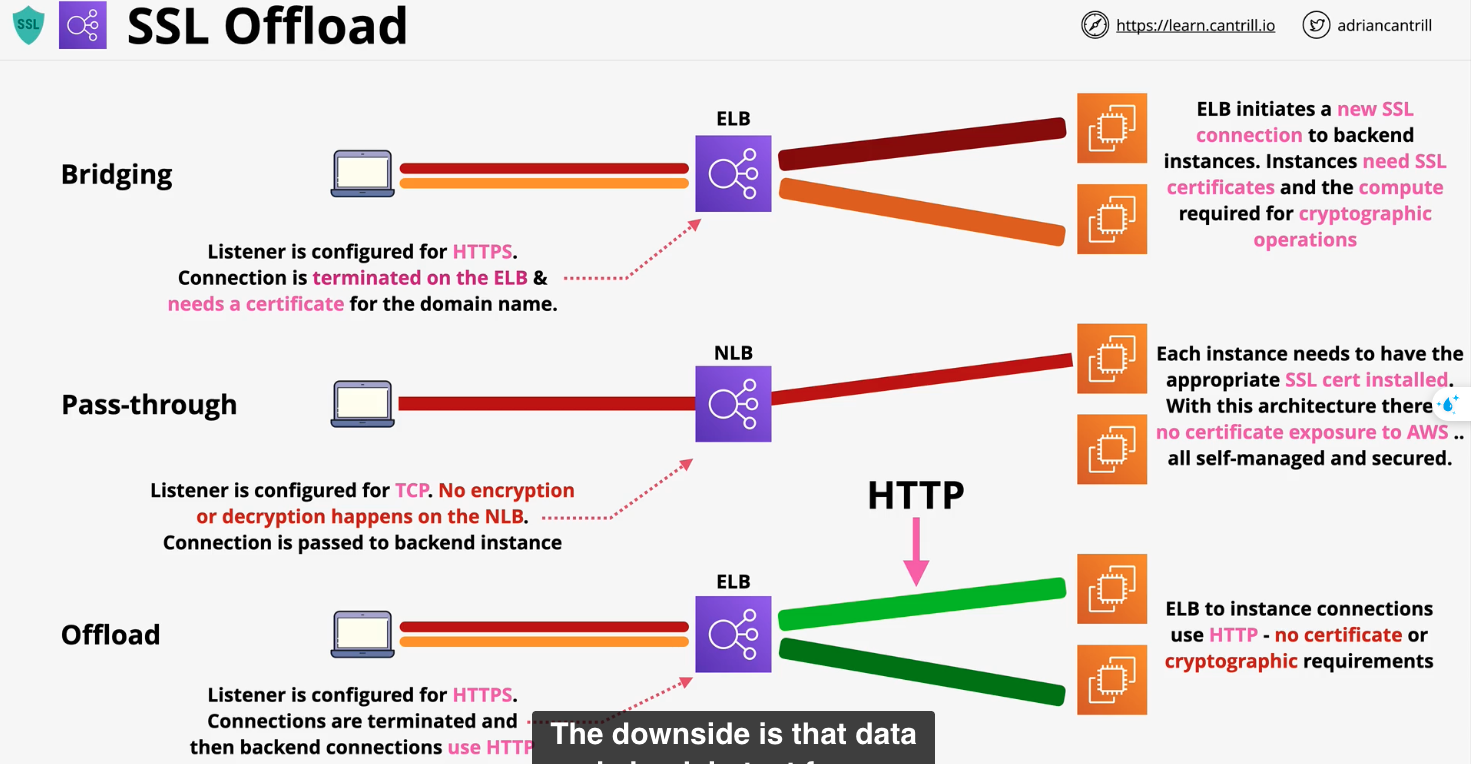 SSL
SSL Offload
https://learn.cantrill.io
adriancantrill
Bridging
ELB
Listener is configured for HTTPS.
Connection is terminated on the ELB &
needs a certificate for the domain name.
ELB initiates a new SSL
connection to backend
instances. Instances need SSL
certificates and the compute
required for cryptographic
operations
Pass-through
NLB
Listener is configured for TCP. No encryption
or decryption happens on the NLB.
Connection is passed to backend instance
Each instance needs to have the
appropriate SSL cert installed.
With this architecture there
no certificate exposure to AWS ..
all self-managed and secured.
HTTP
Offload
ELB
Listener is configured for HTTPS.
Connections are terminated and
then backend connections use HTTP
ELB to instance connections
use HTTP - no certificate or
cryptographic requirements
The downside is that data